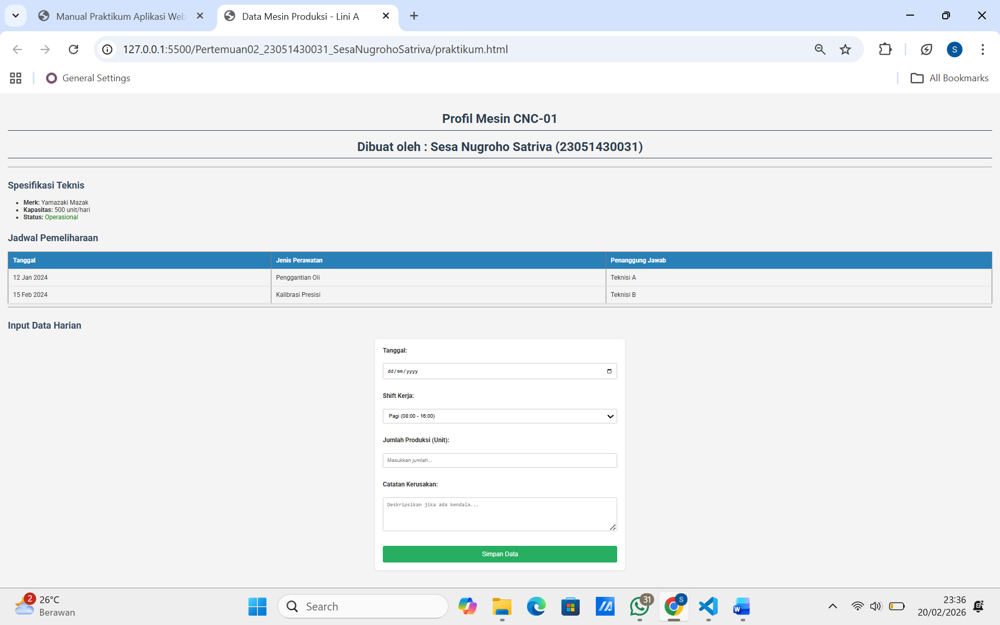 Manual Praktikum Aplikasi Web
Data Mesin Produksi - Lini A
127.0.0.1:5500/Pertemuan02_23051430031_SesaNugrohoSatriva/praktikum.html
S
General Settings
All Bookmarks
Profil Mesin CNC-01
Dibuat oleh : Sesa Nugroho Satriva (23051430031)
Spesifikasi Teknis
Merk: Yamazaki Mazak
Kapasitas: 500 unit/hari
Status: Operasional
Jadwal Pemeliharaan
Tanggal Jenis Perawatan Penanggung Jawab
12 Jan 2024 Penggantian Oli Teknisi A
15 Feb 2024 Kalibrasi Presisi Teknisi B
Input Data Harian
Tanggal:
dd/mm/yyyy
Shift Kerja:
Pagi (08:00 - 16:00)
Jumlah Produksi (Unit):
Masukkan jumlah...
Catatan Kerusakan:
Deskripsikan jika ada kendala...
Simpan Data
2
26°C
Berawan
Search
31
S
23:36
20/02/2026